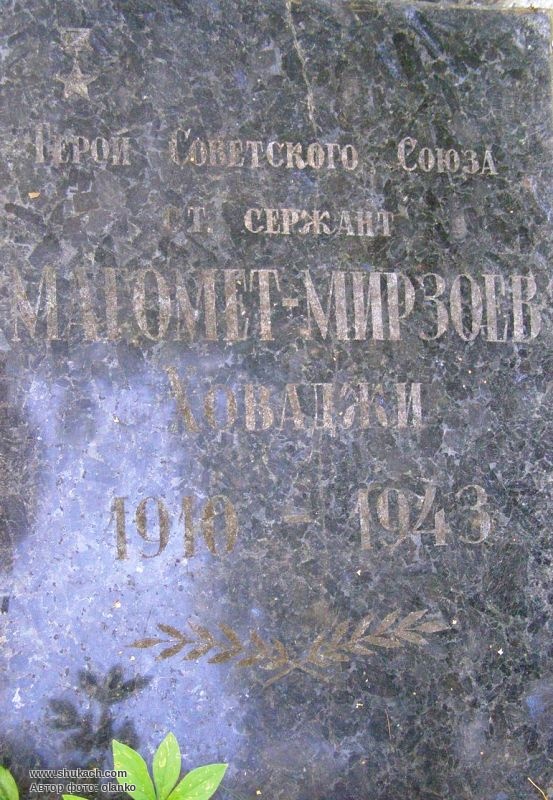 Герой Советского Союза
ст. сержант
МАГОМЕТ-МИРЗОЕВ
Ховаджи
1910 - 1943
www.shukach.com
Автор фото: olanko